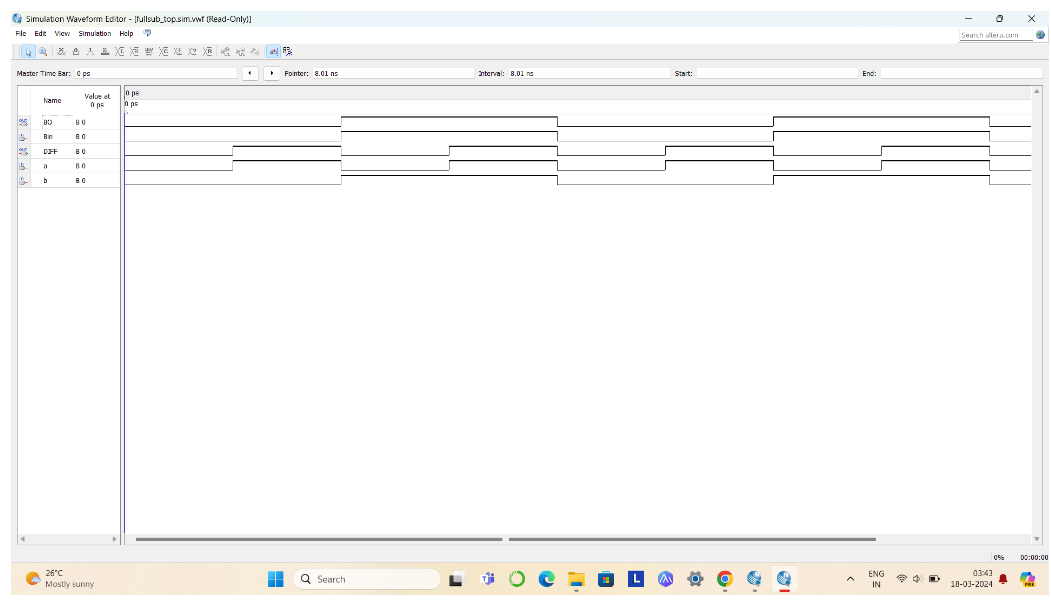 Simulation Waveform Editor - [fullsub_top.sim.vwf (Read-Only)]
File Edit View Simulation Help
Search altera.com
Master Time Bar: 0 ps Pointer: 8.01 ns Interval: 8.01 ns Start: End:
Name Value at 0 ps
0 ps
0 ps
BO B 0
Bin B 0
DIFF B 0
a B 0
b B 0
0% 00:00:00
26°C
Mostly sunny
Search
ENG
IN
03:43
18-03-2024